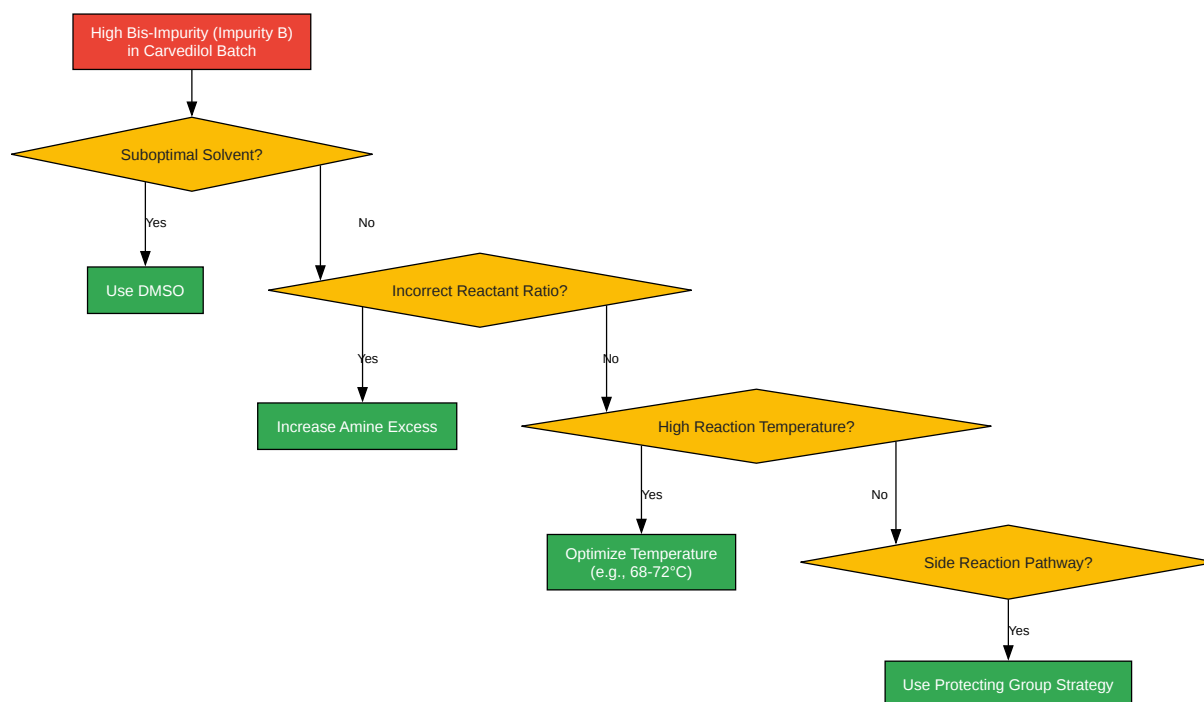 High Bis-Impurity (Impurity B)
in Carvedilol Batch
Suboptimal Solvent?
Yes
No
Use DMSO
Incorrect Reactant Ratio?
Yes
No
Increase Amine Excess
High Reaction Temperature?
Yes
No
Optimize Temperature
(e.g., 68-72°C)
Side Reaction Pathway?
Yes
Use Protecting Group Strategy